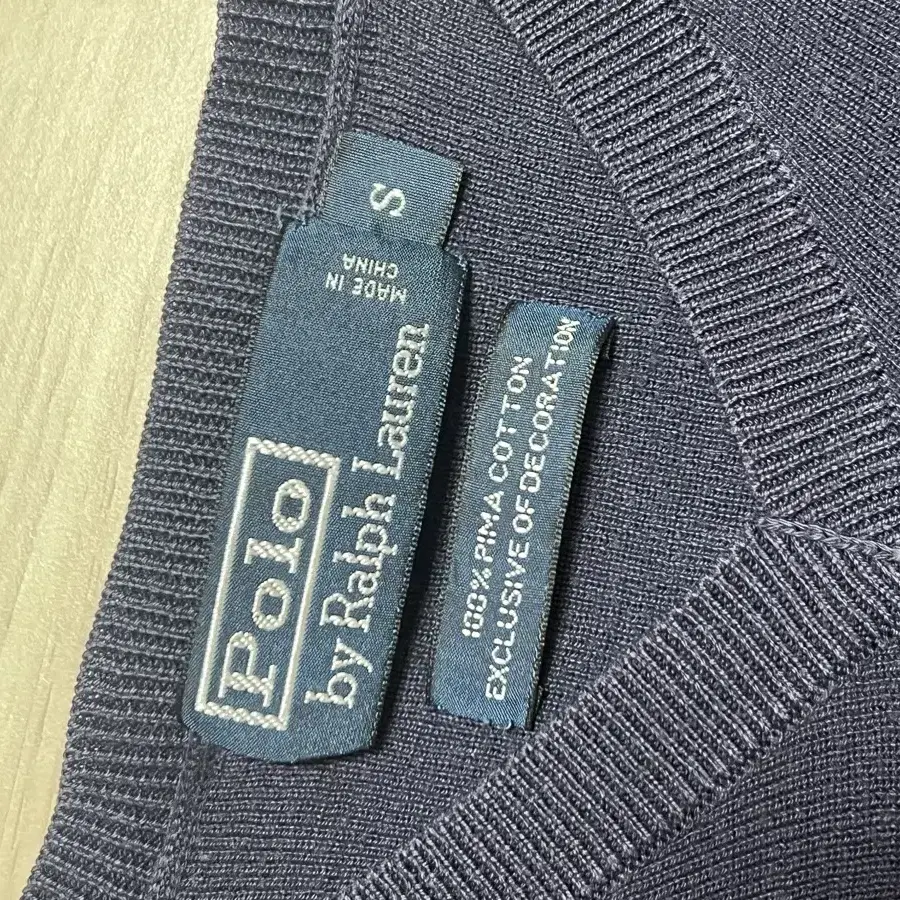 S
MADE IN
CHINA
Polo
by Ralph Lauren
100% PIMA COTTON
EXCLUSIVE OF DECORATION